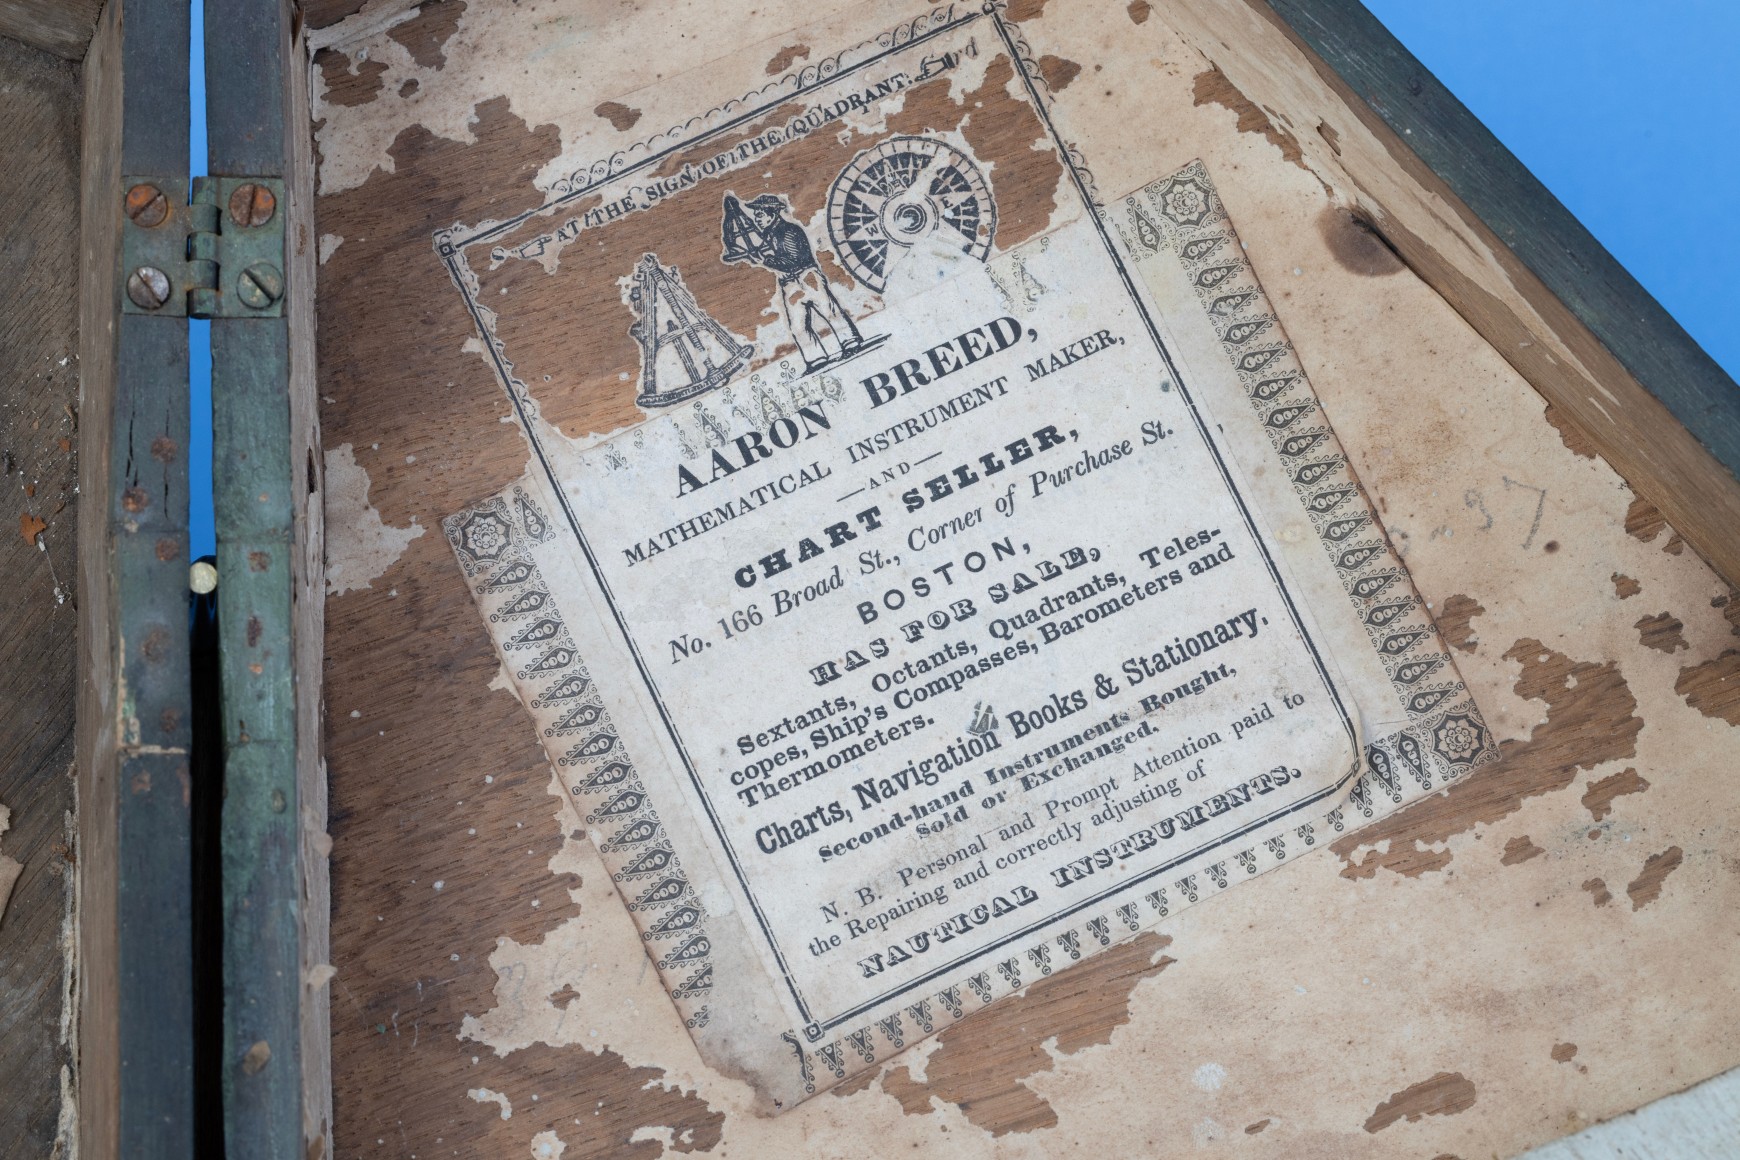 AT THE SIGN OF THE QUADRANT.
AARON BREED,
MATHEMATICAL INSTRUMENT MAKER,
—AND—
CHART SELLER,
No. 166 Broad St., Corner of Purchase St.
BOSTON,
HAS FOR SALE,
Sextants, Octants, Quadrants, Teles-
copes, Ship's Compasses, Barometers and
Thermometers.
Charts, Navigation Books & Stationary.
Second-hand Instruments Bought,
Sold or Exchanged.
N. B. Personal and Prompt Attention paid to
the Repairing and correctly adjusting of
NAUTICAL INSTRUMENTS.